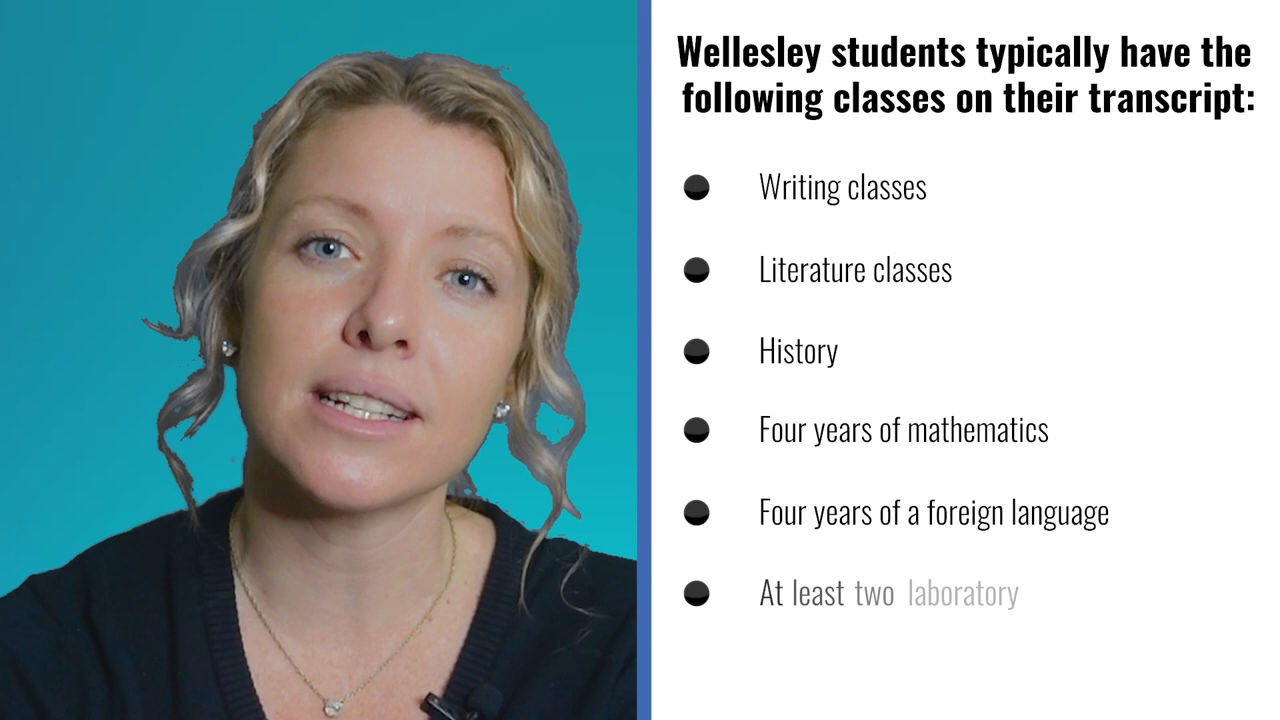 Wellesley students typically have the
following classes on their transcript:
Writing classes
Literature classes
History
Four years of mathematics
Four years of a foreign language
At least two laboratory